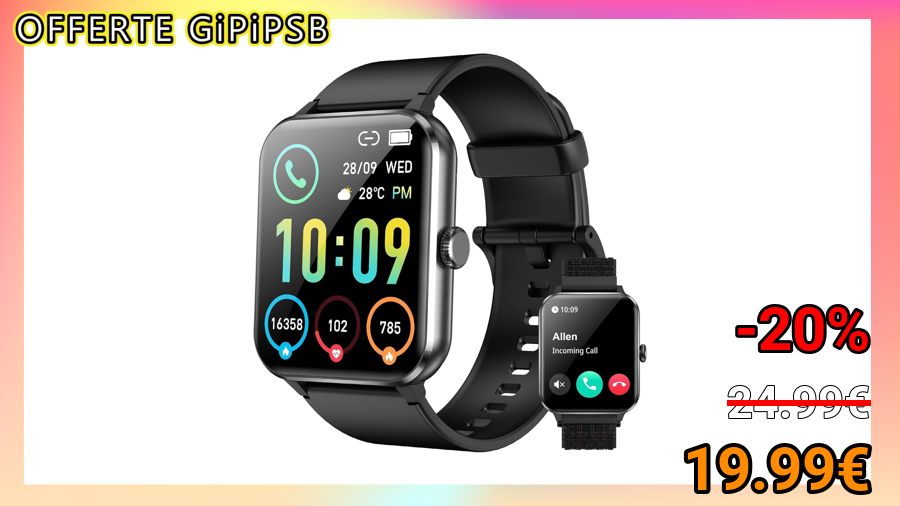 OFFERTE GiPiPSB
28/09 WED
28°C PM
10:09
16358
102
785
10:09
Allen
Incoming Call
-20%
24.99€
19.99€